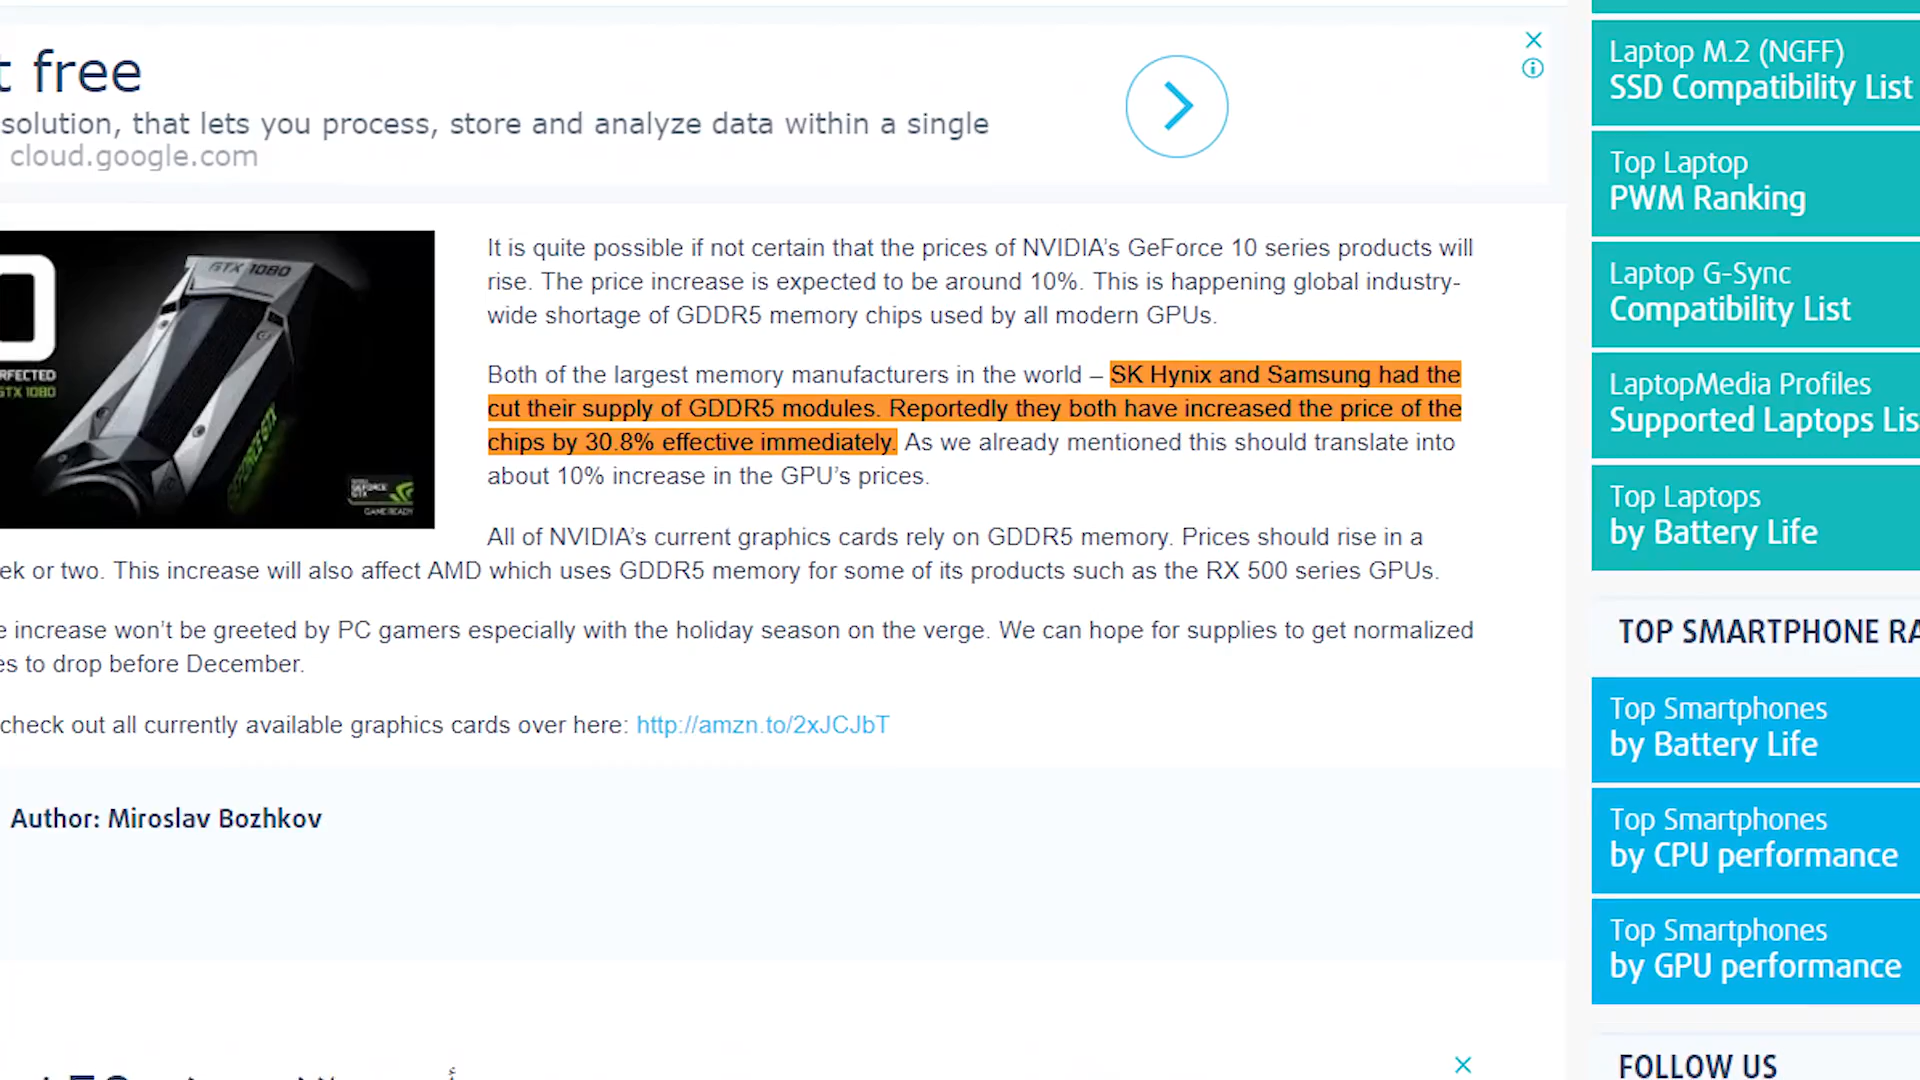 t free
solution, that lets you process, store and analyze data within a single
cloud.google.com
GTX 1080
0
RFECTED
GTX 1080
GEFORCE GTX
GEFORCE
GTX
GAME READY
It is quite possible if not certain that the prices of NVIDIA’s GeForce 10 series products will
rise. The price increase is expected to be around 10%. This is happening global industry-
wide shortage of GDDR5 memory chips used by all modern GPUs.
Both of the largest memory manufacturers in the world – SK Hynix and Samsung had the
cut their supply of GDDR5 modules. Reportedly they both have increased the price of the
chips by 30.8% effective immediately. As we already mentioned this should translate into
about 10% increase in the GPU’s prices.
All of NVIDIA’s current graphics cards rely on GDDR5 memory. Prices should rise in a
ek or two. This increase will also affect AMD which uses GDDR5 memory for some of its products such as the RX 500 series GPUs.
e increase won’t be greeted by PC gamers especially with the holiday season on the verge. We can hope for supplies to get normalized
es to drop before December.
check out all currently available graphics cards over here: http://amzn.to/2xJCJbT
Author: Miroslav Bozhkov
Laptop M.2 (NGFF)
SSD Compatibility List
Top Laptop
PWM Ranking
Laptop G-Sync
Compatibility List
LaptopMedia Profiles
Supported Laptops Lis
Top Laptops
by Battery Life
TOP SMARTPHONE RA
Top Smartphones
by Battery Life
Top Smartphones
by CPU performance
Top Smartphones
by GPU performance
FOLLOW US